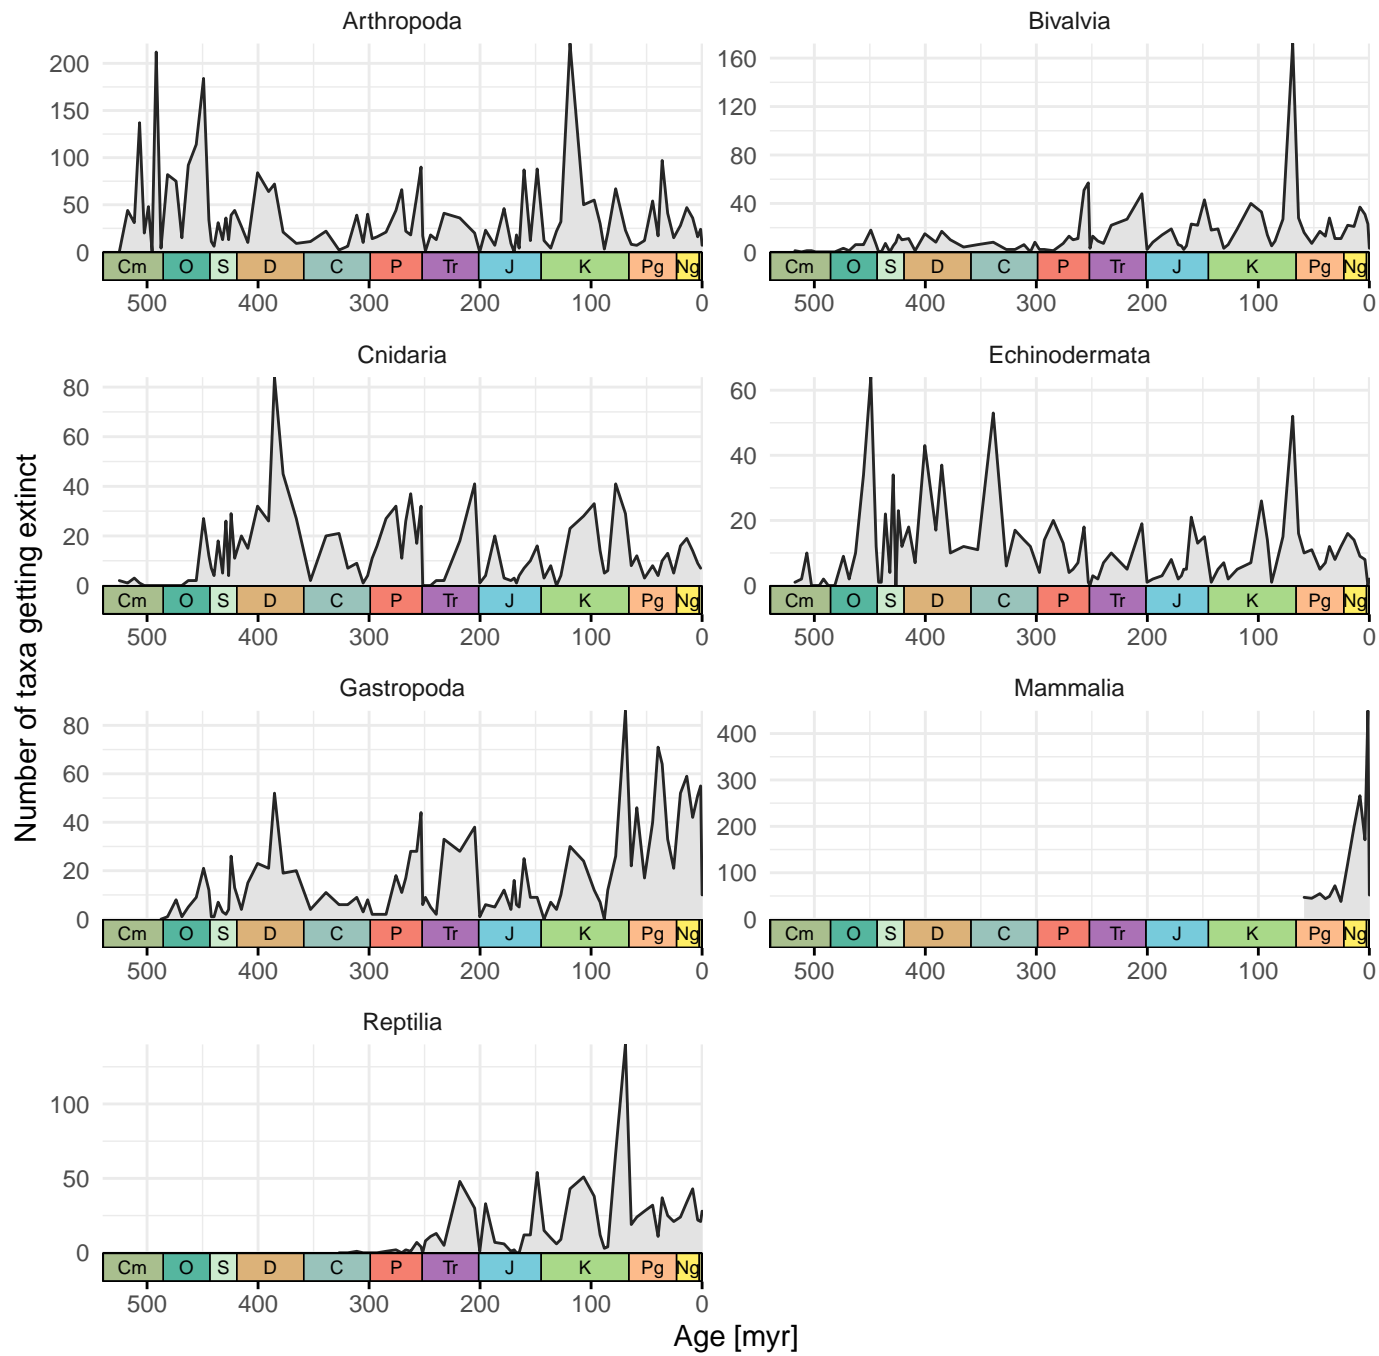 Arthropoda
Bivalvia
200
150
100
50
0
160
120
80
40
0
Cm O S D C P Tr J K Pg Ng
Cm O S D C P Tr J K Pg Ng
500 400 300 200 100 0
500 400 300 200 100 0
Cnidaria
Echinodermata
80
60
40
20
0
60
40
20
0
Cm O S D C P Tr J K Pg Ng
Cm O S D C P Tr J K Pg Ng
500 400 300 200 100 0
500 400 300 200 100 0
Number of taxa getting extinct
Gastropoda
Mammalia
80
60
40
20
0
400
300
200
100
0
Cm O S D C P Tr J K Pg Ng
Cm O S D C P Tr J K Pg Ng
500 400 300 200 100 0
500 400 300 200 100 0
Reptilia
100
50
0
Cm O S D C P Tr J K Pg Ng
500 400 300 200 100 0
Age [myr]